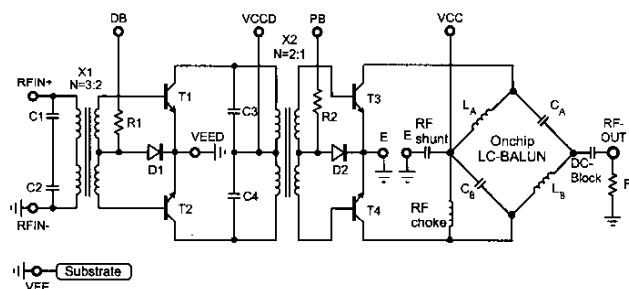 DB
VCCD
PB
VCC
X1
N=3:2
X2
N=2:1
RFIN+
C1
C2
RFIN-
R1
D1
T1
T2
VEED
C3
C4
R2
D2
T3
T4
E
E
RF
shunt
RF
choke
LA
CA
Onchip
LC-BALUN
CB
LB
RF-
OUT
DC-
Block
VEE
Substrate